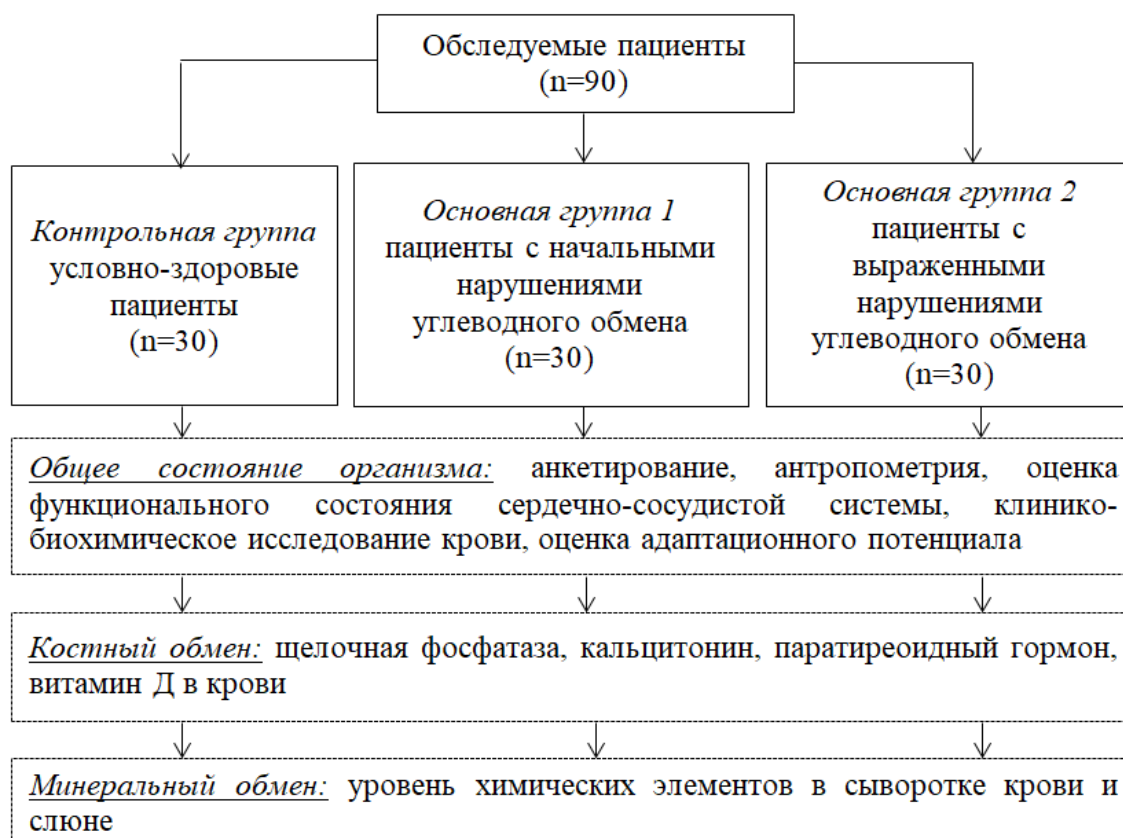 Обследуемые пациенты
(n=90)
Контрольная группа
условно-здоровые
пациенты
(n=30)
Основная группа 1
пациенты с начальными
нарушениями
углеводного обмена
(n=30)
Основная группа 2
пациенты с
выраженными
нарушениями
углеводного обмена
(n=30)
Общее состояние организма: анкетирование, антропометрия, оценка
функционального состояния сердечно-сосудистой системы, клинико-
биохимическое исследование крови, оценка адаптационного потенциала
Костный обмен: щелочная фосфатаза, кальцитонин, паратиреоидный гормон,
витамин Д в крови
Минеральный обмен: уровень химических элементов в сыворотке крови и
слюне